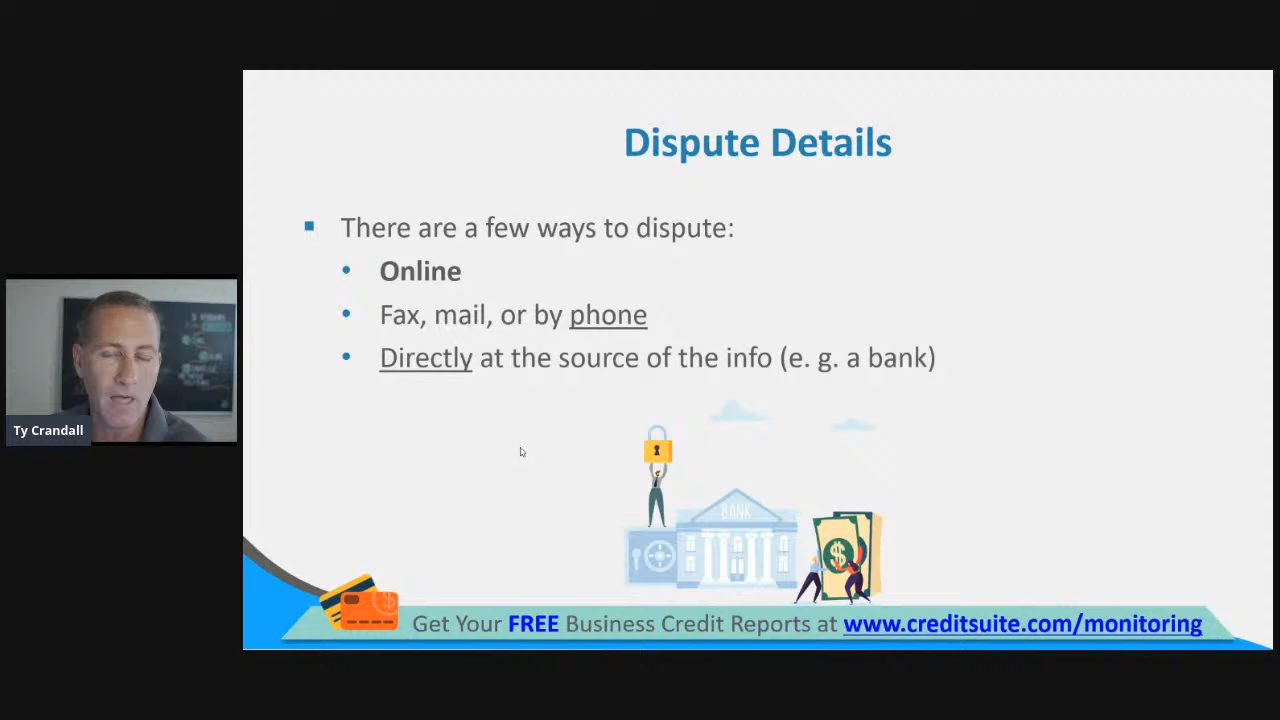 Dispute Details
There are a few ways to dispute:
Online
Fax, mail, or by phone
Directly at the source of the info (e. g. a bank)
Ty Crandall
BANK
Get Your FREE Business Credit Reports at www.creditsuite.com/monitoring